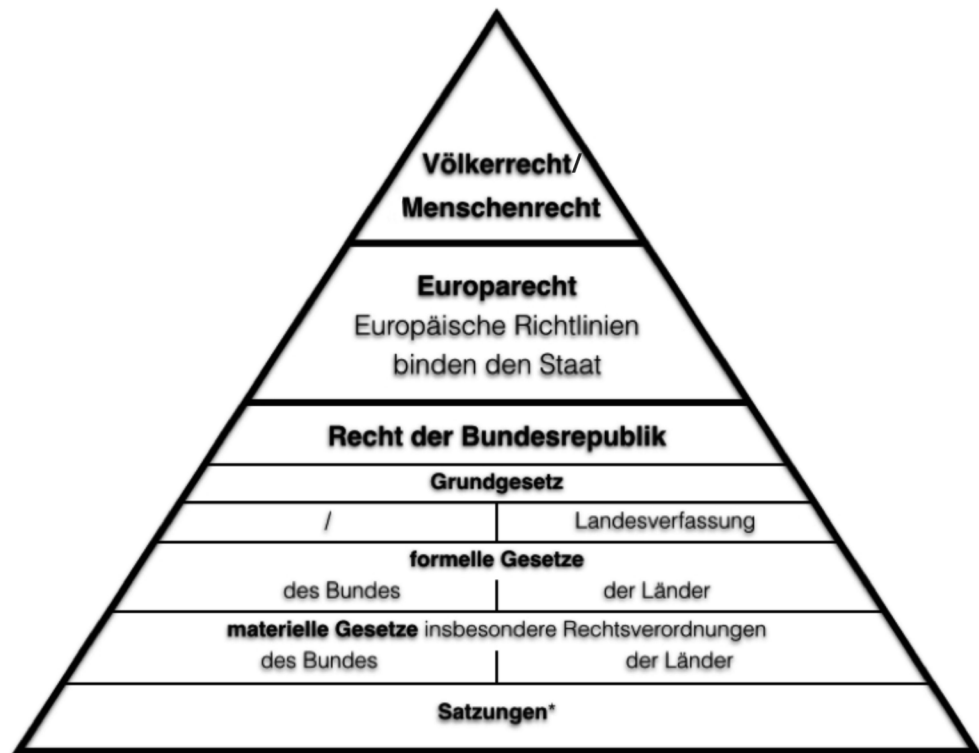 Völkerrecht/
Menschenrecht
Europarecht
Europäische Richtlinien
binden den Staat
Recht der Bundesrepublik
Grundgesetz
/ Landesverfassung
formelle Gesetze
des Bundes der Länder
materielle Gesetze insbesondere Rechtsverordnungen
des Bundes der Länder
Satzungen*